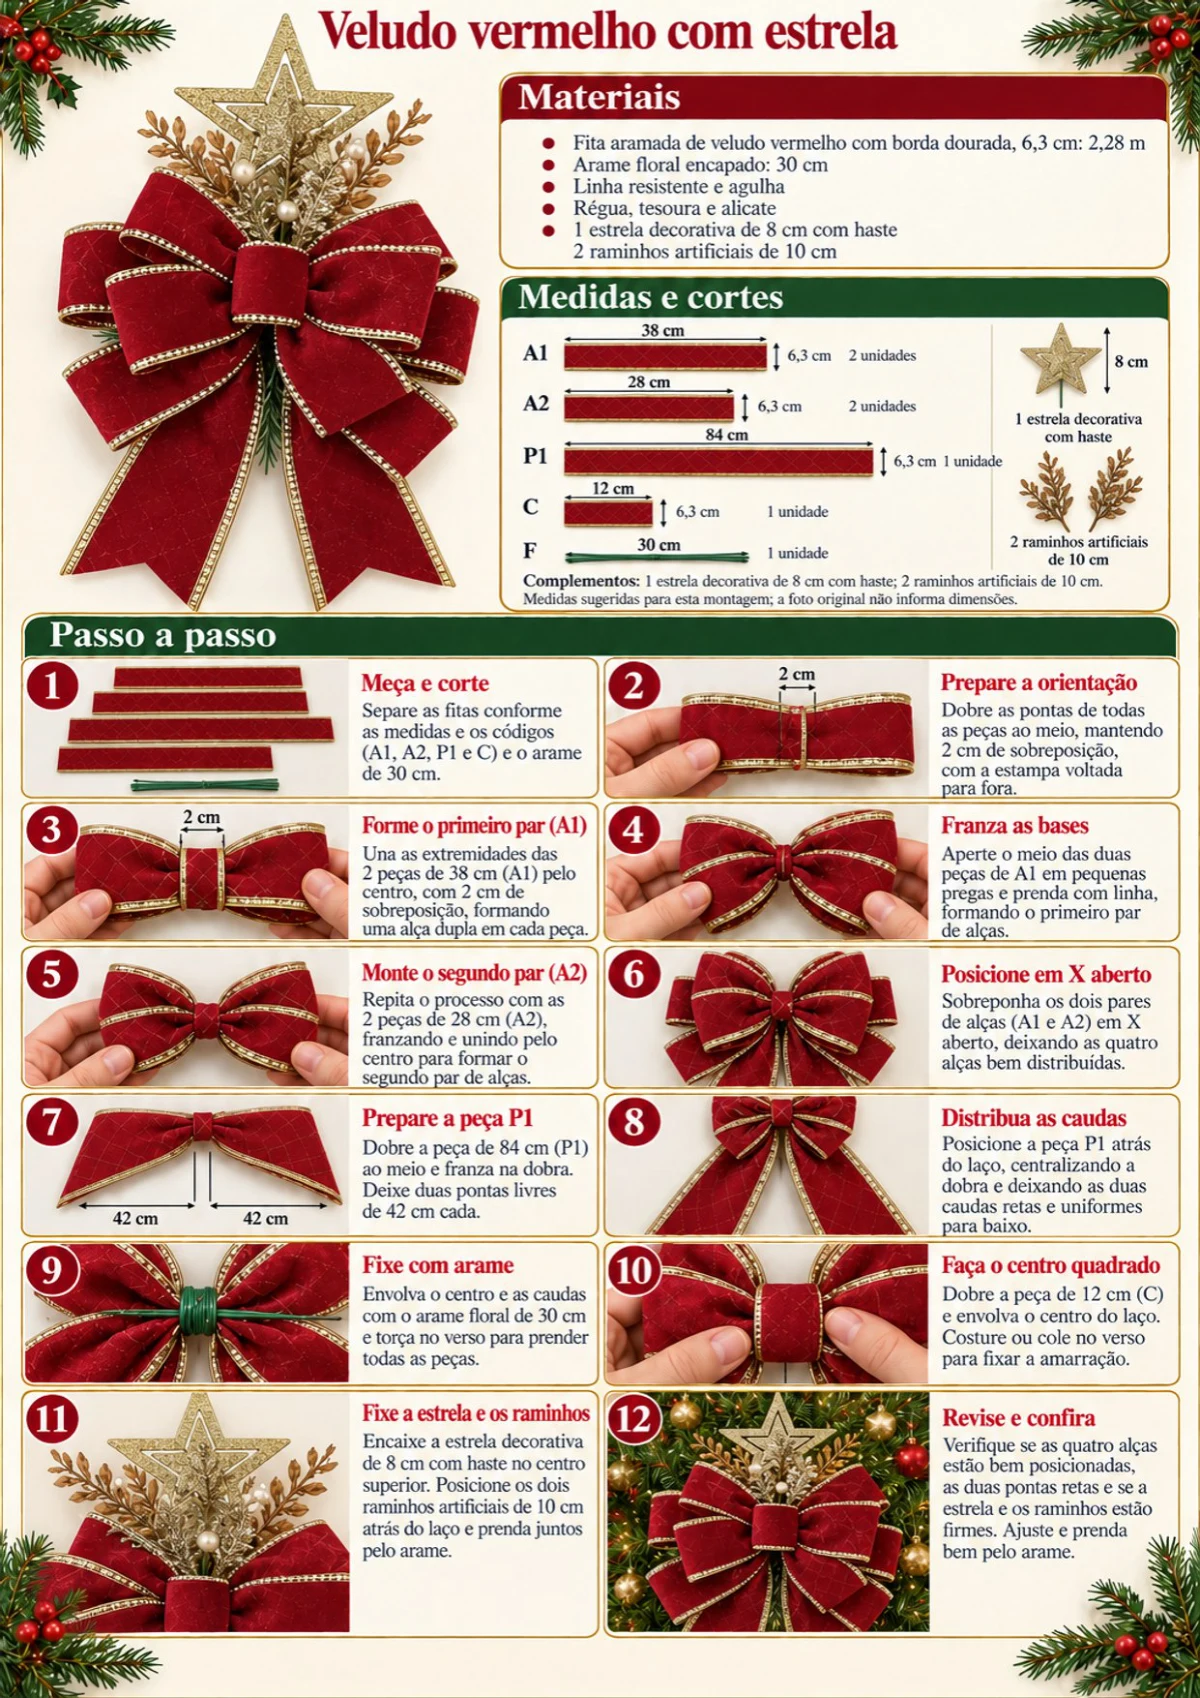 Veludo vermelho com estrela
Materiais
Fita aramada de veludo vermelho com borda dourada, 6,3 cm: 2,28 m
Arame floral encapado: 30 cm
Linha resistente e agulha
Régua, tesoura e alicate
1 estrela decorativa de 8 cm com haste
2 raminhos artificiais de 10 cm
Medidas e cortes
38 cm
A1
6,3 cm 2 unidades
28 cm
A2
6,3 cm 2 unidades
84 cm
P1
6,3 cm 1 unidade
12 cm
C
6,3 cm 1 unidade
30 cm
F
1 unidade
8 cm
1 estrela decorativa
com haste
2 raminhos artificiais
de 10 cm
Complementos: 1 estrela decorativa de 8 cm com haste; 2 raminhos artificiais de 10 cm.
Medidas sugeridas para esta montagem; a foto original não informa dimensões.
Passo a passo
1
Meça e corte
Separe as fitas conforme
as medidas e os códigos
(A1, A2, P1 e C) e o arame
de 30 cm.
2
2 cm
Prepare a orientação
Dobre as pontas de todas
as peças ao meio, mantendo
2 cm de sobreposição,
com a estampa voltada
para fora.
3
2 cm
Forme o primeiro par (A1)
Una as extremidades das
2 peças de 38 cm (A1) pelo
centro, com 2 cm de
sobreposição, formando
uma alça dupla em cada peça.
4
Franza as bases
Aperte o meio das duas
peças de A1 em pequenas
pregas e prenda com linha,
formando o primeiro par
de alças.
5
Monte o segundo par (A2)
Repita o processo com as
2 peças de 28 cm (A2),
franzando e unindo pelo
centro para formar o
segundo par de alças.
6
Posicione em X aberto
Sobreponha os dois pares
de alças (A1 e A2) em X
aberto, deixando as quatro
alças bem distribuídas.
7
42 cm
42 cm
Prepare a peça P1
Dobre a peça de 84 cm (P1)
ao meio e franza na dobra.
Deixe duas pontas livres
de 42 cm cada.
8
Distribua as caudas
Posicione a peça P1 atrás
do laço, centralizando a
dobra e deixando as duas
caudas retas e uniformes
para baixo.
9
Fixe com arame
Envolva o centro e as caudas
com o arame floral de 30 cm
e torça no verso para prender
todas as peças.
10
Faça o centro quadrado
Dobre a peça de 12 cm (C)
e envolva o centro do laço.
Costure ou cole no verso
para fixar a amarração.
11
Fixe a estrela e os raminhos
Encaixe a estrela decorativa
de 8 cm com haste no centro
superior. Posicione os dois
raminhos artificiais de 10 cm
atrás do laço e prenda juntos
pelo arame.
12
Revise e confira
Verifique se as quatro alças
estão bem posicionadas,
as duas pontas retas e se a
estrela e os raminhos estão
firmes. Ajuste e prenda
bem pelo arame.